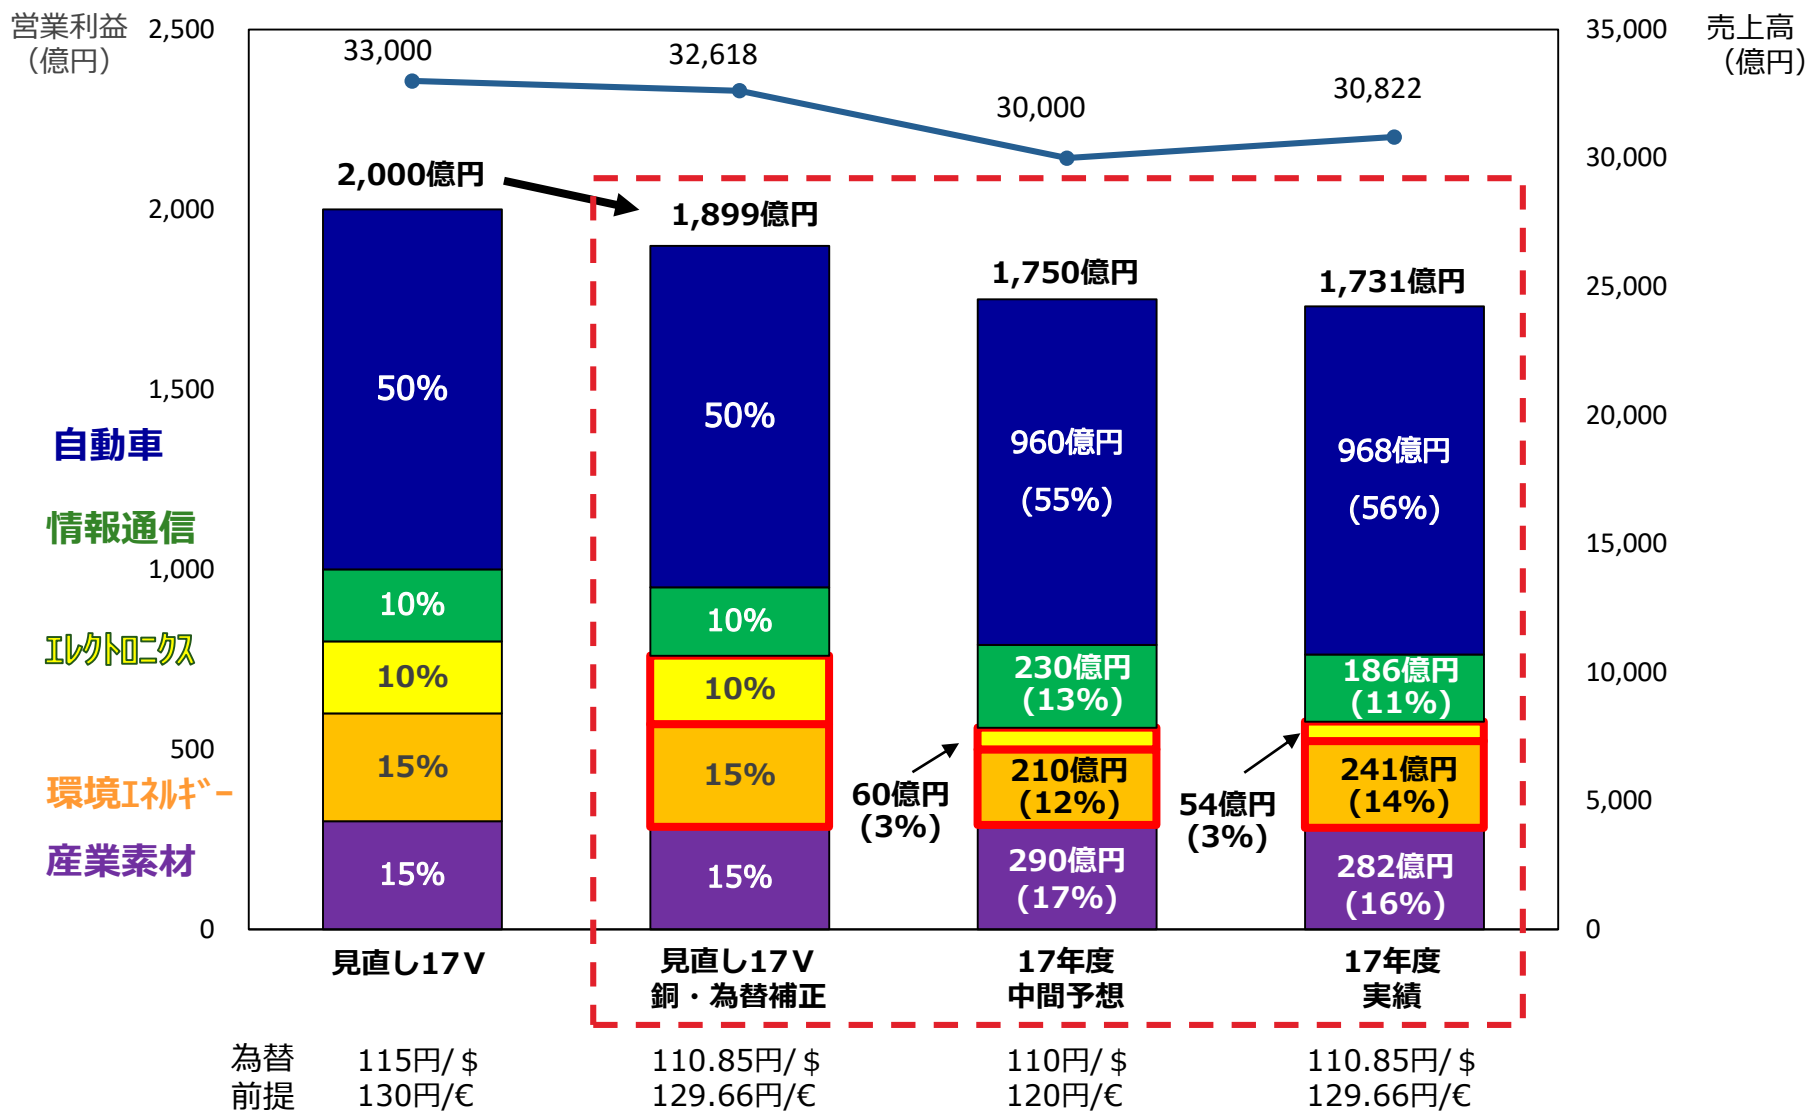 営業利益
（億円）
売上高
（億円）
2,500
2,000
1,500
1,000
500
0
35,000
30,000
25,000
20,000
15,000
10,000
5,000
0
33,000
32,618
30,000
30,822
2,000億円
1,899億円
1,750億円
1,731億円
自動車
情報通信
ｴﾚｸﾄﾛﾆｸｽ
環境ｴﾈﾙｷﾞｰ
産業素材
50%
10%
10%
15%
15%
50%
10%
10%
15%
15%
960億円
(55%)
230億円
(13%)
60億円
(3%)
210億円
(12%)
290億円
(17%)
968億円
(56%)
186億円
(11%)
54億円
(3%)
241億円
(14%)
282億円
(16%)
見直し17V
見直し17V
銅・為替補正
17年度
中間予想
17年度
実績
為替
前提
115円/＄
130円/€
110.85円/＄
129.66円/€
110円/＄
120円/€
110.85円/＄
129.66円/€